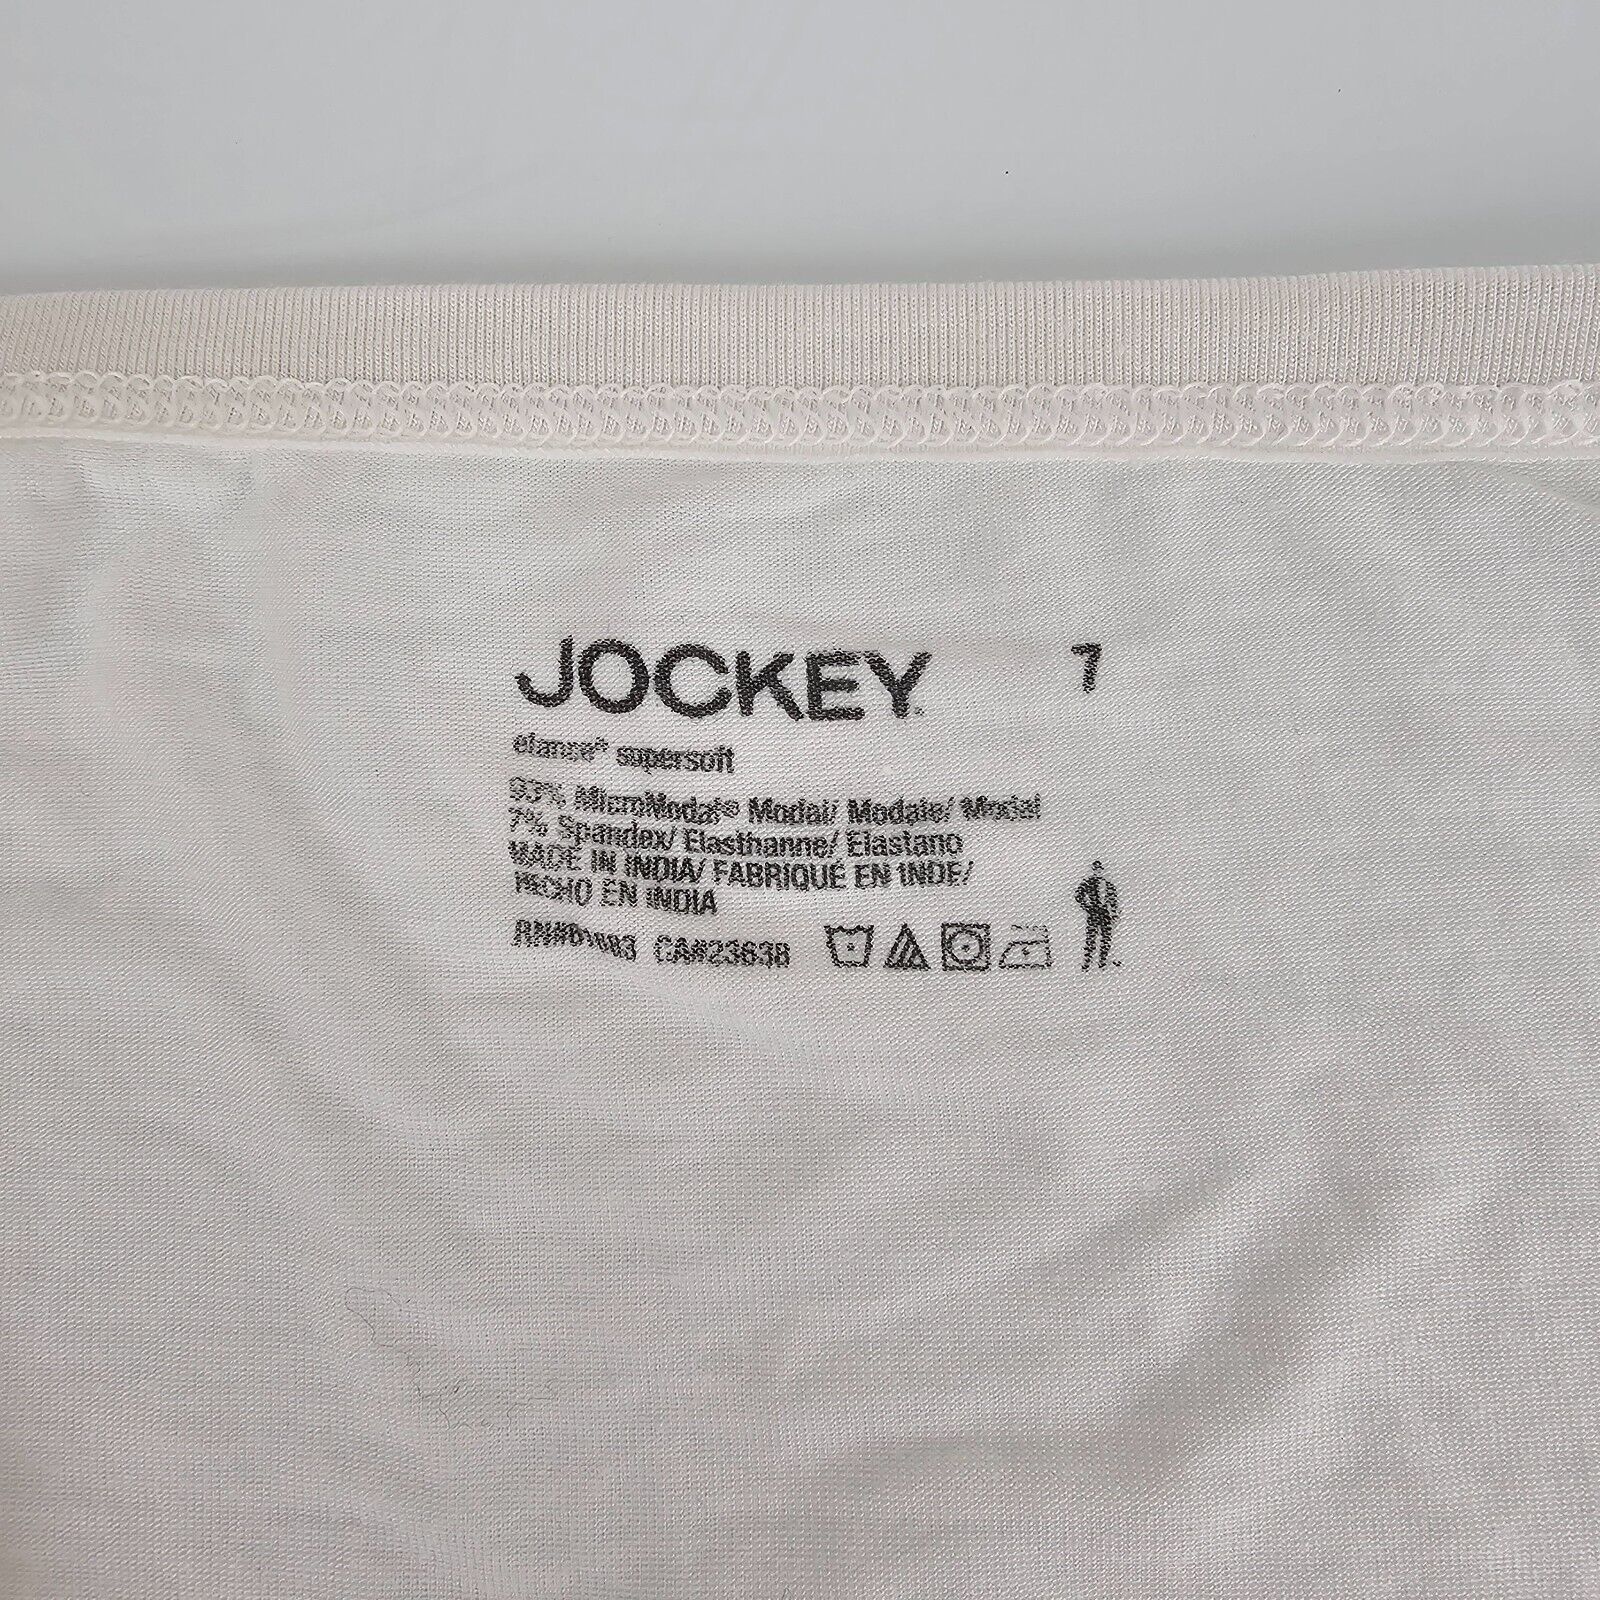 JOCKEY 7
elance® supersoft
93% MicroModal® Modal/ Modale/ Modal
7% Spandex/ Elasthanne/ Elastano
MADE IN INDIA/ FABRIQUÉ EN INDE/
HECHO EN INDIA
CA#23638